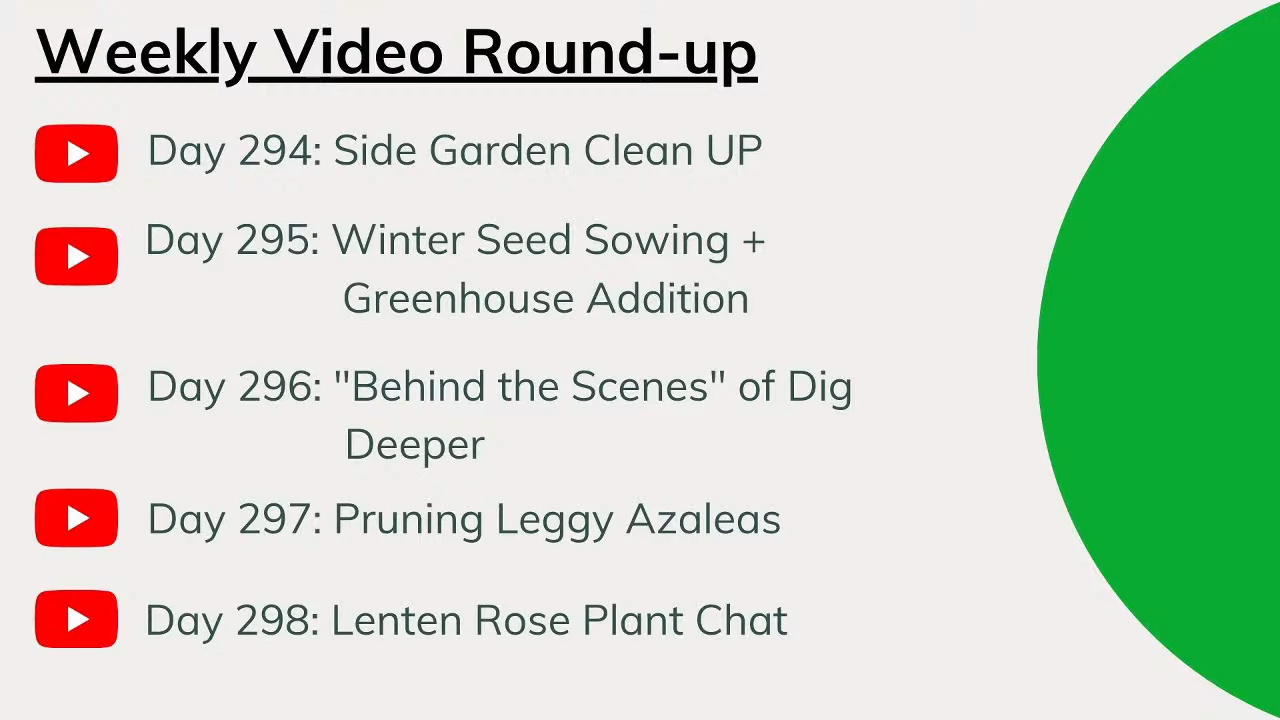 Weekly Video Round-up
Day 294: Side Garden Clean UP
Day 295: Winter Seed Sowing +
Greenhouse Addition
Day 296: "Behind the Scenes" of Dig
Deeper
Day 297: Pruning Leggy Azaleas
Day 298: Lenten Rose Plant Chat